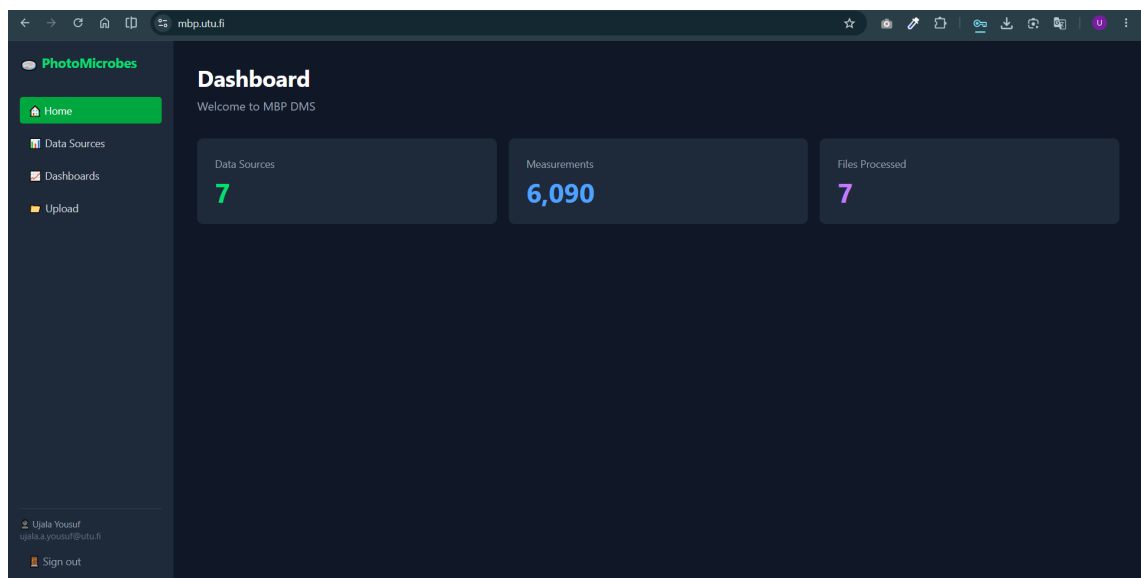 mbp.utu.fi
U
PhotoMicrobes
Home
Data Sources
Dashboards
Upload
Ujala Yousuf
ujala.a.yousuf@utu.fi
Sign out
Dashboard
Welcome to MBP DMS
Data Sources
7
Measurements
6,090
Files Processed
7